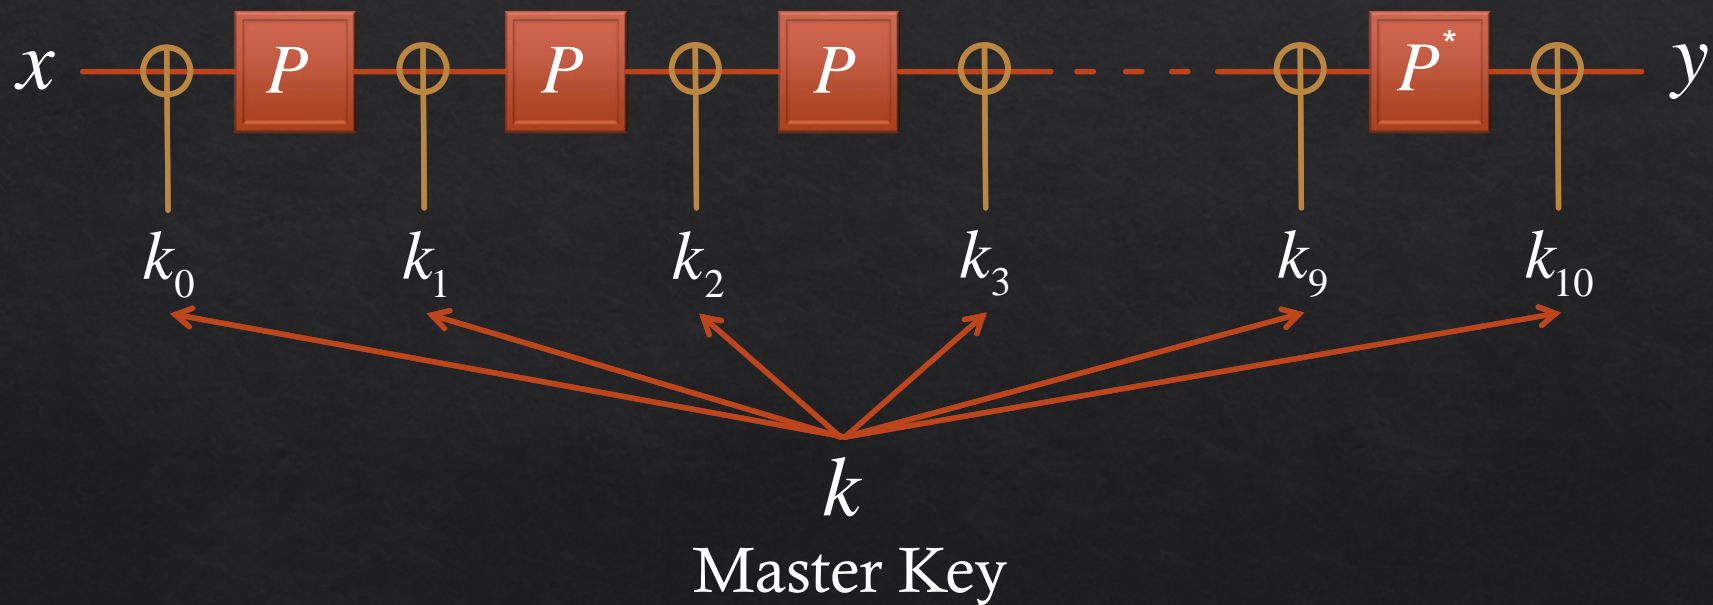 x P P P P* y
k₀ k₁ k₂ k₃ k₉ k₁₀
k
Master Key